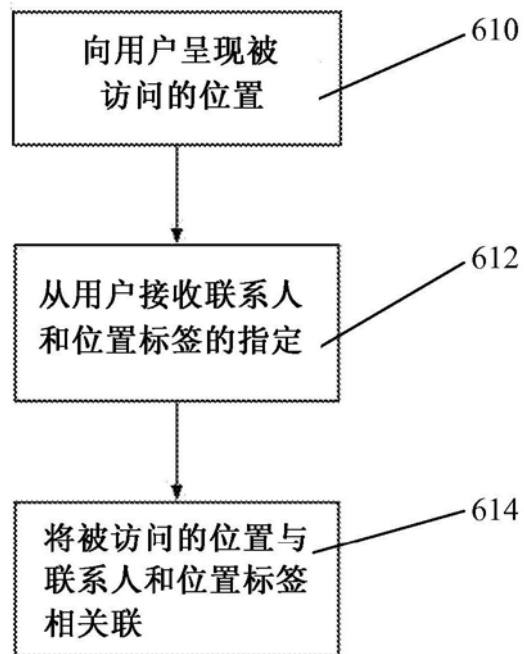 向用户呈现被
访问的位置
610
从用户接收联系人
和位置标签的指定
612
将被访问的位置与
联系人和位置标签
相关联
614